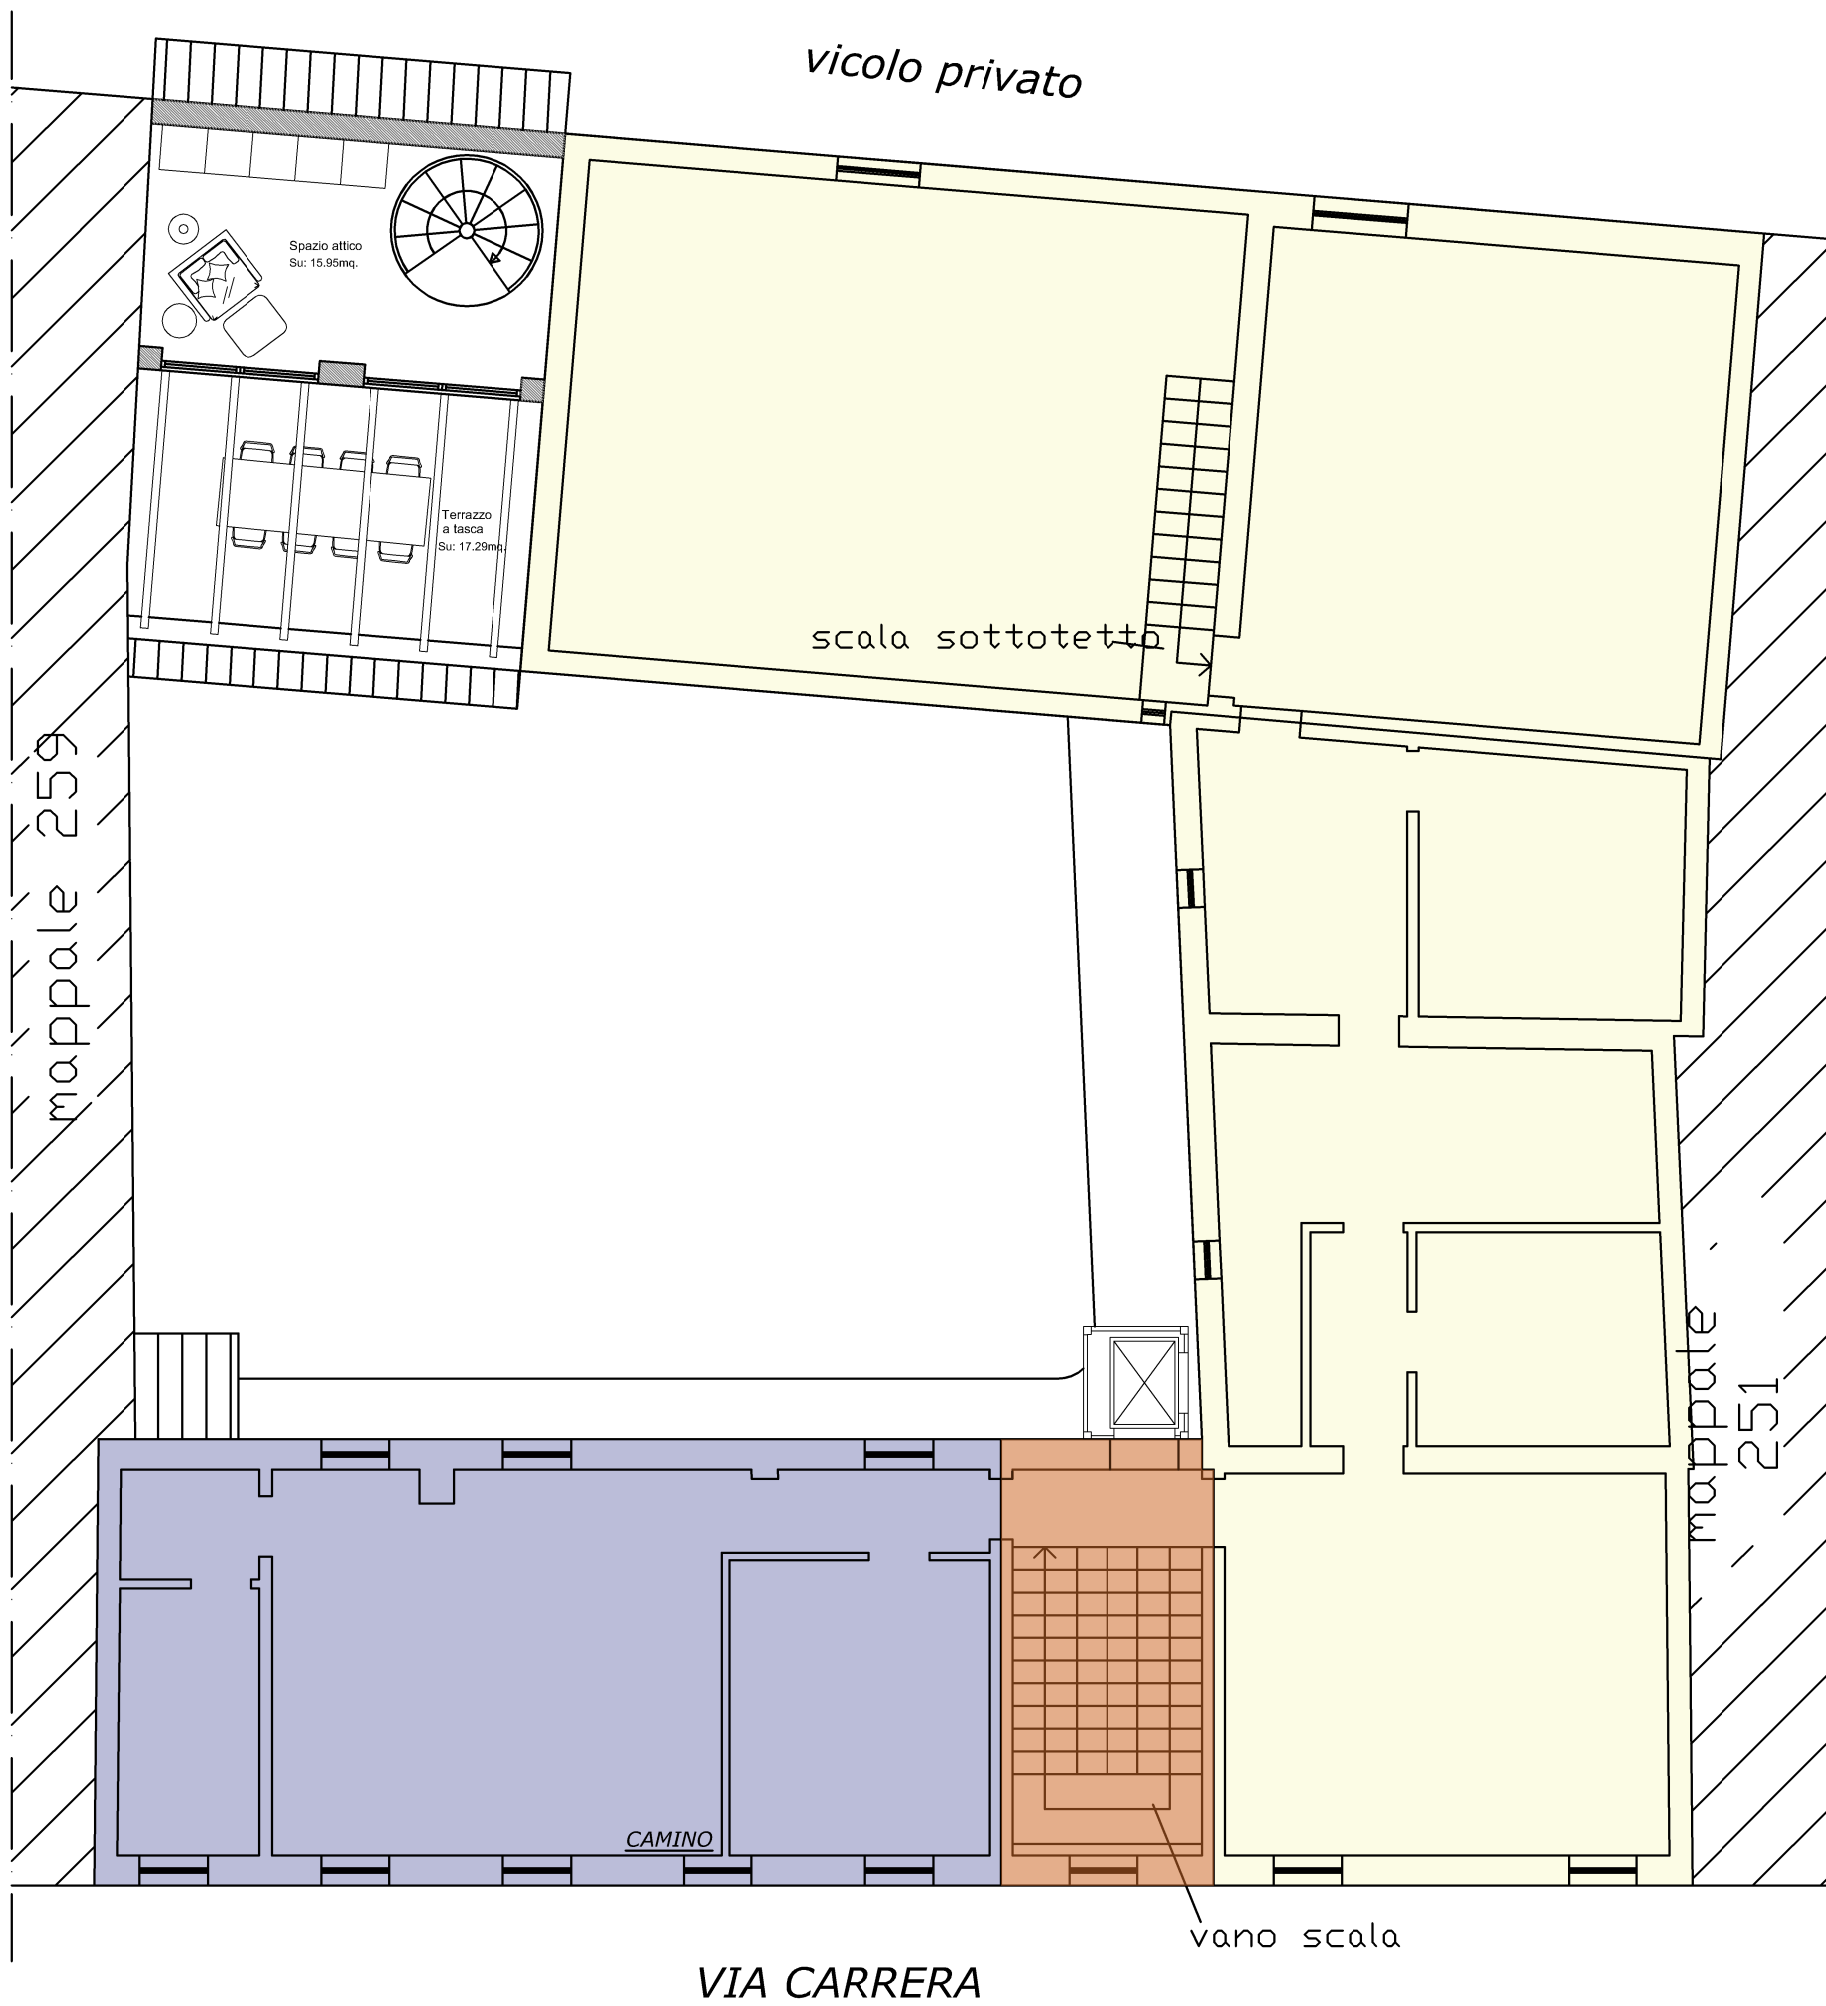 vicolo privato
Spazio attico
Su: 15.95mq.
Terrazzo
a tasca
Su: 17.29mq.
scala sottotetto
mappale 259
mappale
251
CAMINO
vano scala
VIA CARRERA